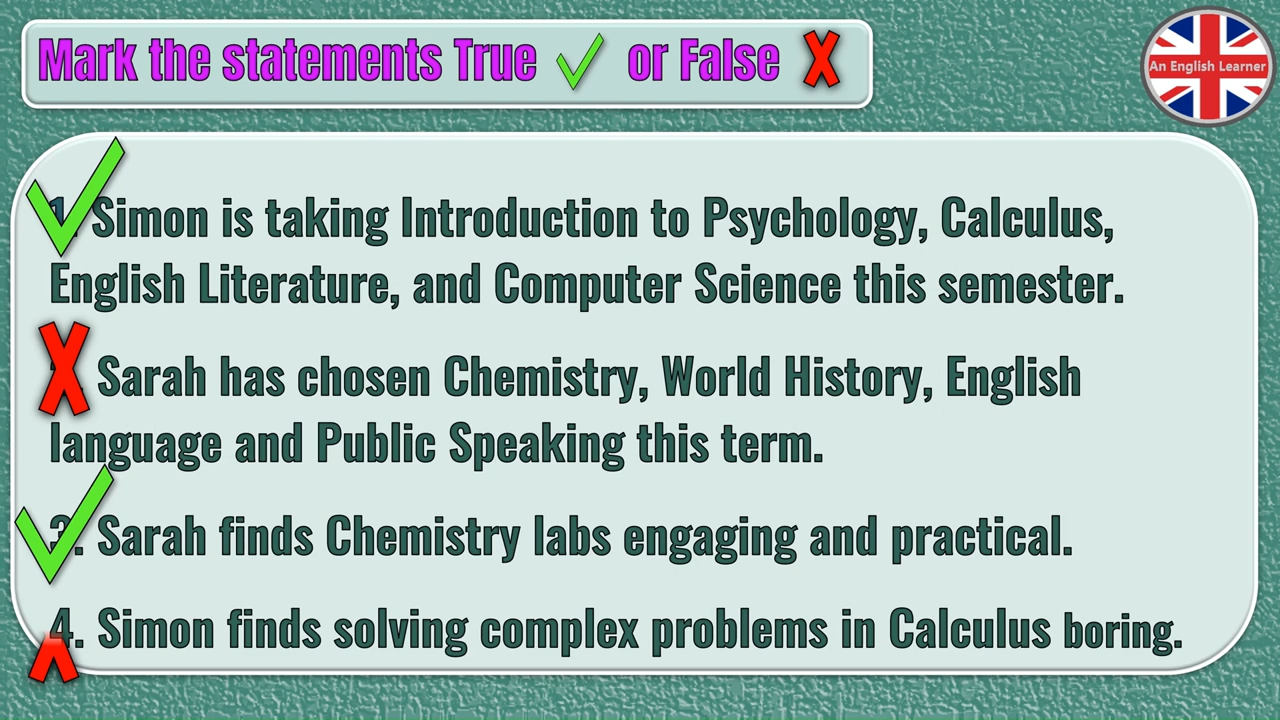 Mark the statements True or False
An English Learner
1. Simon is taking Introduction to Psychology, Calculus,
English Literature, and Computer Science this semester.
Sarah has chosen Chemistry, World History, English
language and Public Speaking this term.
3. Sarah finds Chemistry labs engaging and practical.
4. Simon finds solving complex problems in Calculus boring.